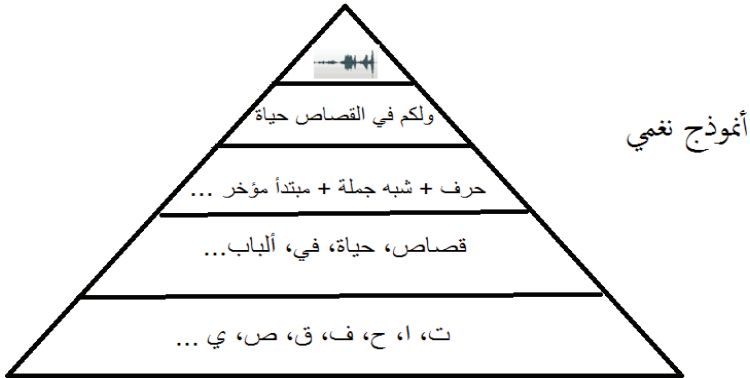 ولكم في القصاص حياة
أنموذج نغمي
حرف + شبه جملة + مبتدأ مؤخر ...
قصاص، حياة، في، ألباب...
ت، ا، ح، ف، ق، ص، ي ...